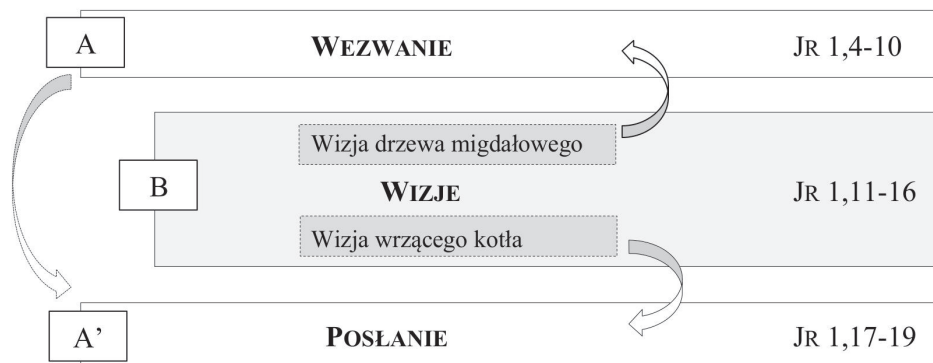 A WEZWANIE JR 1,4-10
Wizja drzewa migdałowego
B WIZJE JR 1,11-16
Wizja wrzącego kotła
A’ POSŁANIE JR 1,17-19